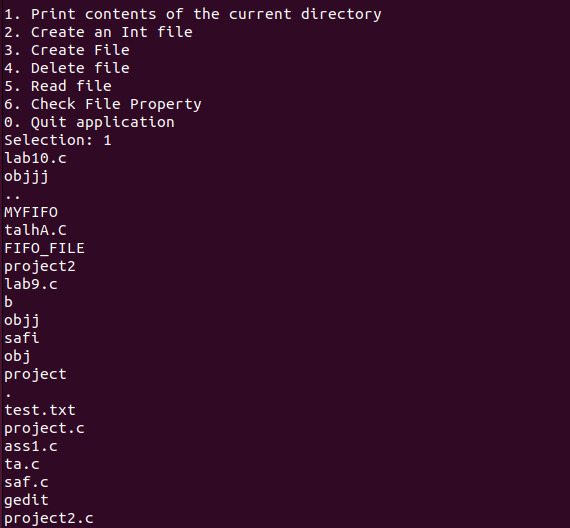 1. Print contents of the current directory
2. Create an Int file
3. Create File
4. Delete file
5. Read file
6. Check File Property
0. Quit application
Selection: 1
lab10.c
objjj
..
MYFIFO
talhA.C
FIFO_FILE
project2
lab9.c
b
objj
safi
obj
project
.
test.txt
project.c
ass1.c
ta.c
saf.c
gedit
project2.c